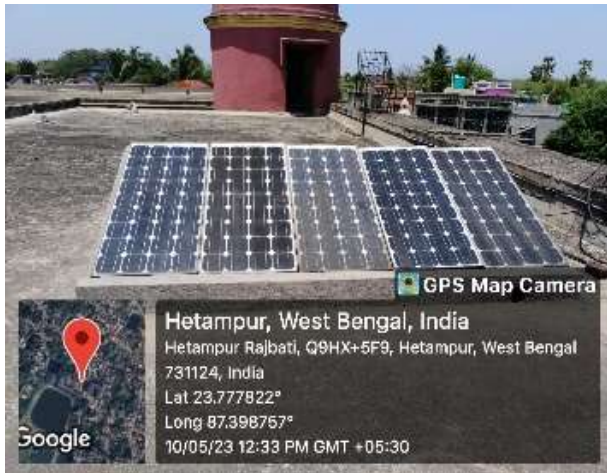 GPS Map Camera
Hetampur, West Bengal, India
Hetampur Rajbati, Q9HX+5F9, Hetampur, West Bengal
731124, India
Lat 23.777822°
Long 87.398757°
10/05/23 12:33 PM GMT +05:30
Google